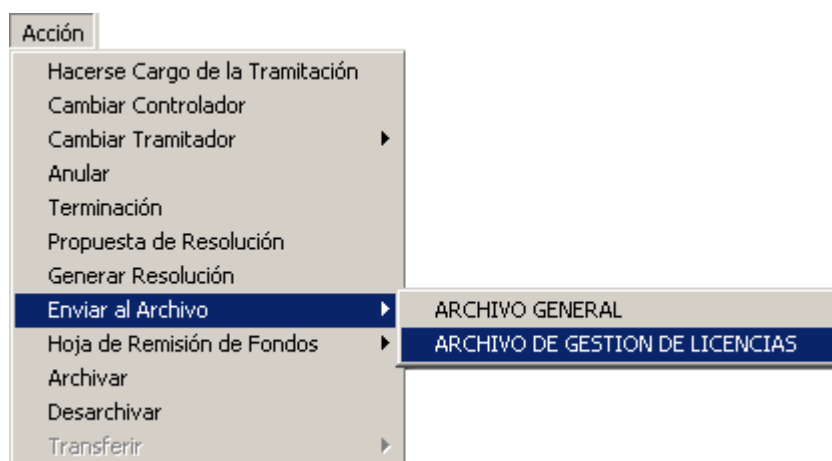 Acción
Hacerse Cargo de la Tramitación
Cambiar Controlador
Cambiar Tramitador
Anular
Terminación
Propuesta de Resolución
Generar Resolución
Enviar al Archivo
ARCHIVO GENERAL
Hoja de Remisión de Fondos
ARCHIVO DE GESTION DE LICENCIAS
Archivar
Desarchivar
Transferir